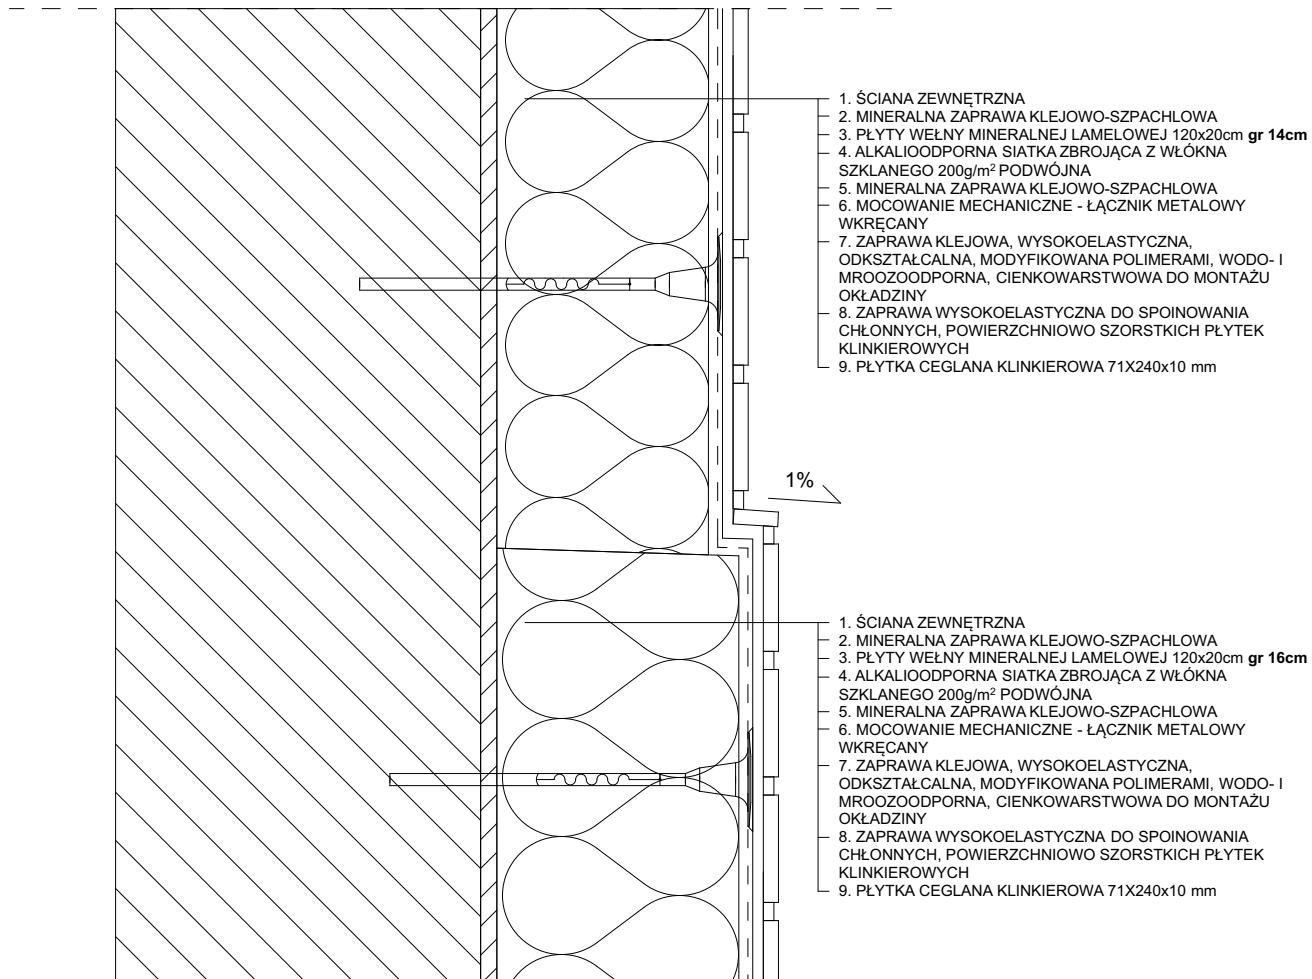 1. ŚCIANA ZEWNĘTRZNA
2. MINERALNA ZAPRAWA KLEJOWO-SZPACHLOWA
3. PŁYTY WEŁNY MINERALNEJ LAMELOWEJ 120x20cm gr 14cm
4. ALKALIOODPORNA SIATKA ZBROJĄCA Z WŁÓKNA
SZKLANEGO 200g/m² PODWÓJNA
5. MINERALNA ZAPRAWA KLEJOWO-SZPACHLOWA
6. MOCOWANIE MECHANICZNE - ŁĄCZNIK METALOWY
WKRĘCANY
7. ZAPRAWA KLEJOWA, WYSOKOELASTYCZNA,
ODKSZTAŁCALNA, MODYFIKOWANA POLIMERAMI, WODO- I
MROOZOODPORNA, CIENKOWARSTWOWA DO MONTAŻU
OKŁADZINY
8. ZAPRAWA WYSOKOELASTYCZNA DO SPOINOWANIA
CHŁONNYCH, POWIERZCHNIOWO SZORSTKICH PŁYTEK
KLINKIEROWYCH
9. PŁYTKA CEGLANA KLINKIEROWA 71X240x10 mm
1%
1. ŚCIANA ZEWNĘTRZNA
2. MINERALNA ZAPRAWA KLEJOWO-SZPACHLOWA
3. PŁYTY WEŁNY MINERALNEJ LAMELOWEJ 120x20cm gr 16cm
4. ALKALIOODPORNA SIATKA ZBROJĄCA Z WŁÓKNA
SZKLANEGO 200g/m² PODWÓJNA
5. MINERALNA ZAPRAWA KLEJOWO-SZPACHLOWA
6. MOCOWANIE MECHANICZNE - ŁĄCZNIK METALOWY
WKRĘCANY
7. ZAPRAWA KLEJOWA, WYSOKOELASTYCZNA,
ODKSZTAŁCALNA, MODYFIKOWANA POLIMERAMI, WODO- I
MROOZOODPORNA, CIENKOWARSTWOWA DO MONTAŻU
OKŁADZINY
8. ZAPRAWA WYSOKOELASTYCZNA DO SPOINOWANIA
CHŁONNYCH, POWIERZCHNIOWO SZORSTKICH PŁYTEK
KLINKIEROWYCH
9. PŁYTKA CEGLANA KLINKIEROWA 71X240x10 mm